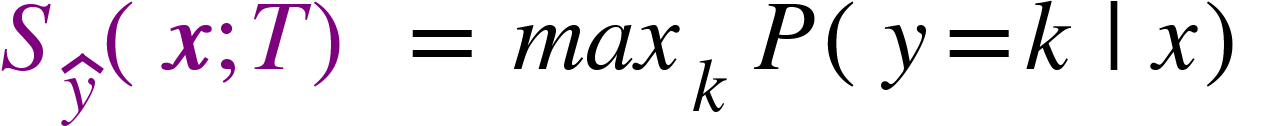 S_ŷ( x;T) = max_k P( y=k | x)